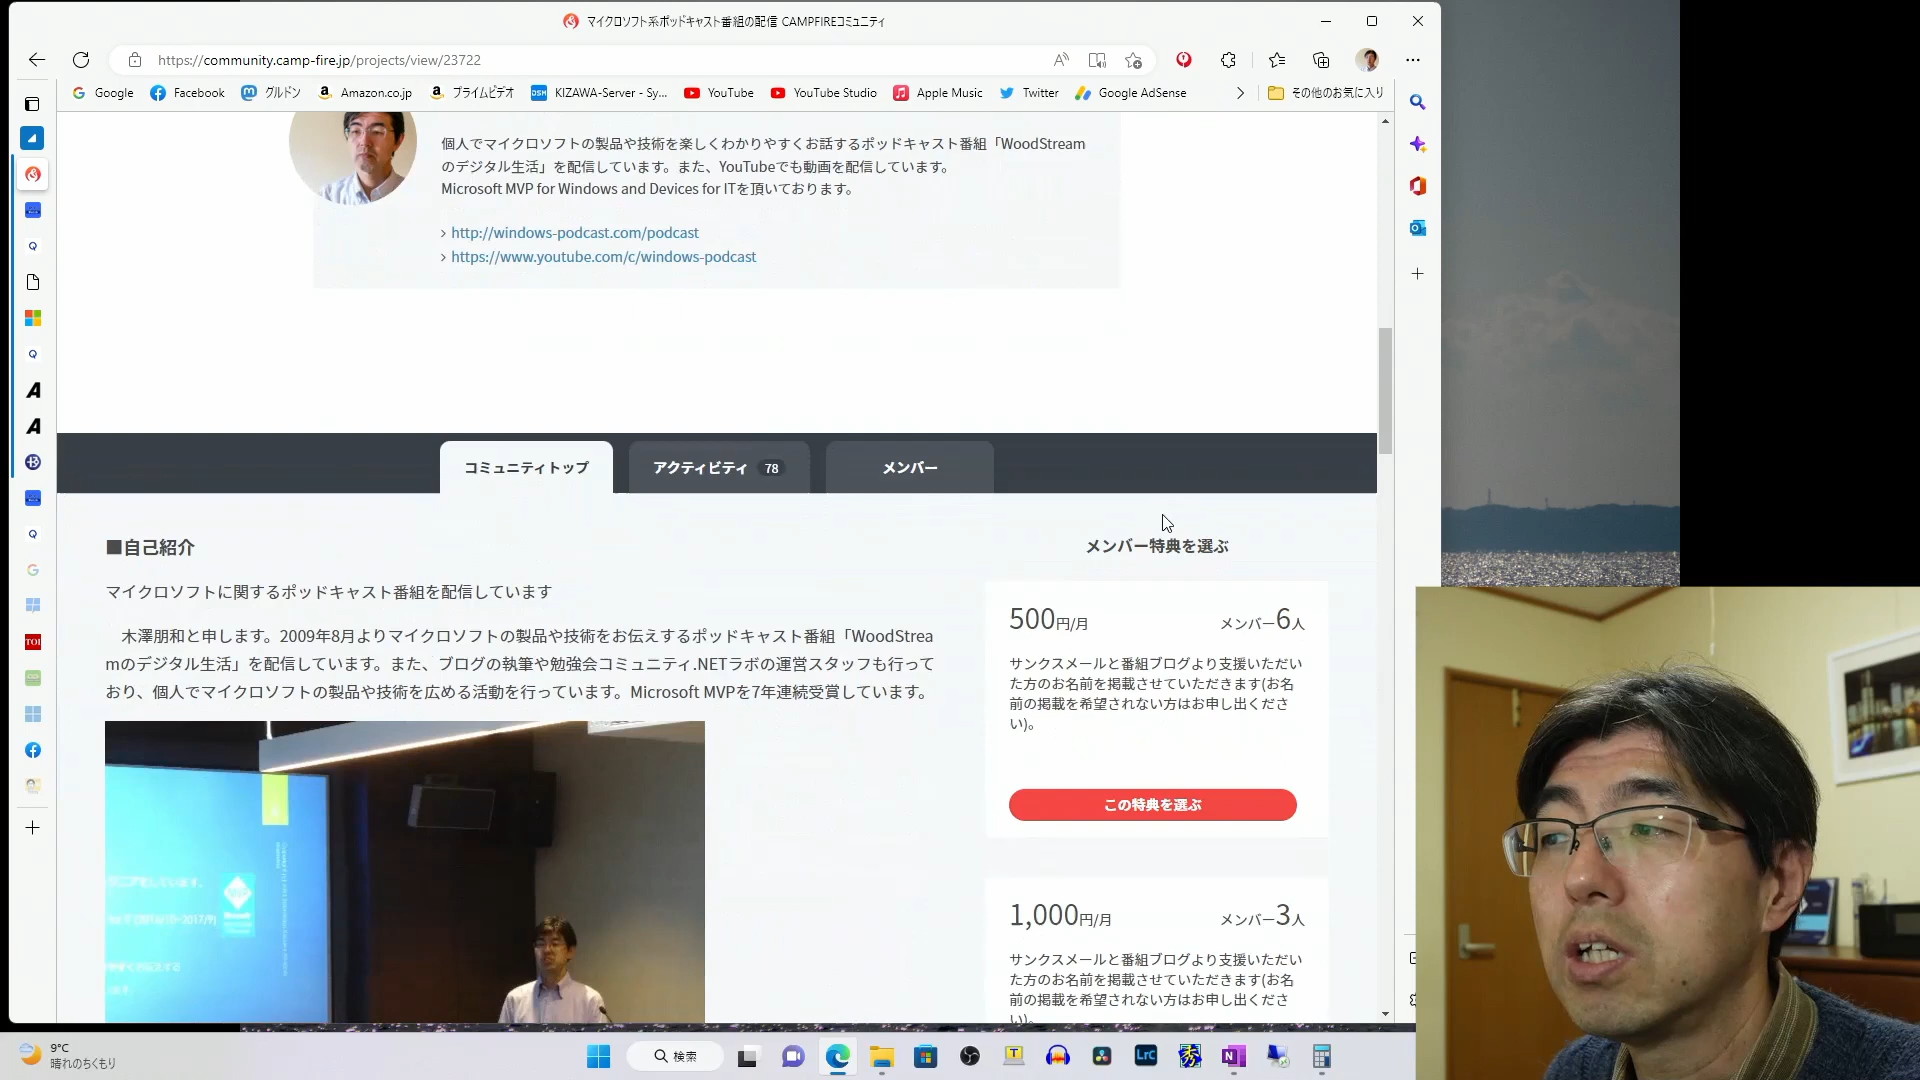 マイクロソフト系ポッドキャスト番組の配信 CAMPFIREコミュニティ
https://community.camp-fire.jp/projects/view/23722
Google
Facebook
グルドン
Amazon.co.jp
プライムビデオ
KIZAWA-Server - Sy...
YouTube
YouTube Studio
Apple Music
Twitter
Google AdSense
その他のお気に入り
個人でマイクロソフトの製品や技術を楽しくわかりやすくお話するポッドキャスト番組「WoodStream
のデジタル生活」を配信しています。また、YouTubeでも動画を配信しています。
Microsoft MVP for Windows and Devices for ITを頂いております。
http://windows-podcast.com/podcast
https://www.youtube.com/c/windows-podcast
コミュニティトップ
アクティビティ 78
メンバー
■自己紹介
マイクロソフトに関するポッドキャスト番組を配信しています
木澤朋和と申します。2009年8月よりマイクロソフトの製品や技術をお伝えするポッドキャスト番組「WoodStrea
mのデジタル生活」を配信しています。また、ブログの執筆や勉強会コミュニティ.NETラボの運営スタッフも行って
おり、個人でマイクロソフトの製品や技術を広める活動を行っています。Microsoft MVPを7年連続受賞しています。
メンバー特典を選ぶ
500円/月 メンバー6人
サンクスメールと番組ブログより支援いただい
た方のお名前を掲載させていただきます(お名
前の掲載を希望されない方はお申し出くださ
い)。
この特典を選ぶ
1,000円/月 メンバー3人
サンクスメールと番組ブログより支援いただい
た方のお名前を掲載させていただきます(お名
前の掲載を希望されない方はお申し出くださ
い)。
9°C
晴れのちくもり
検索